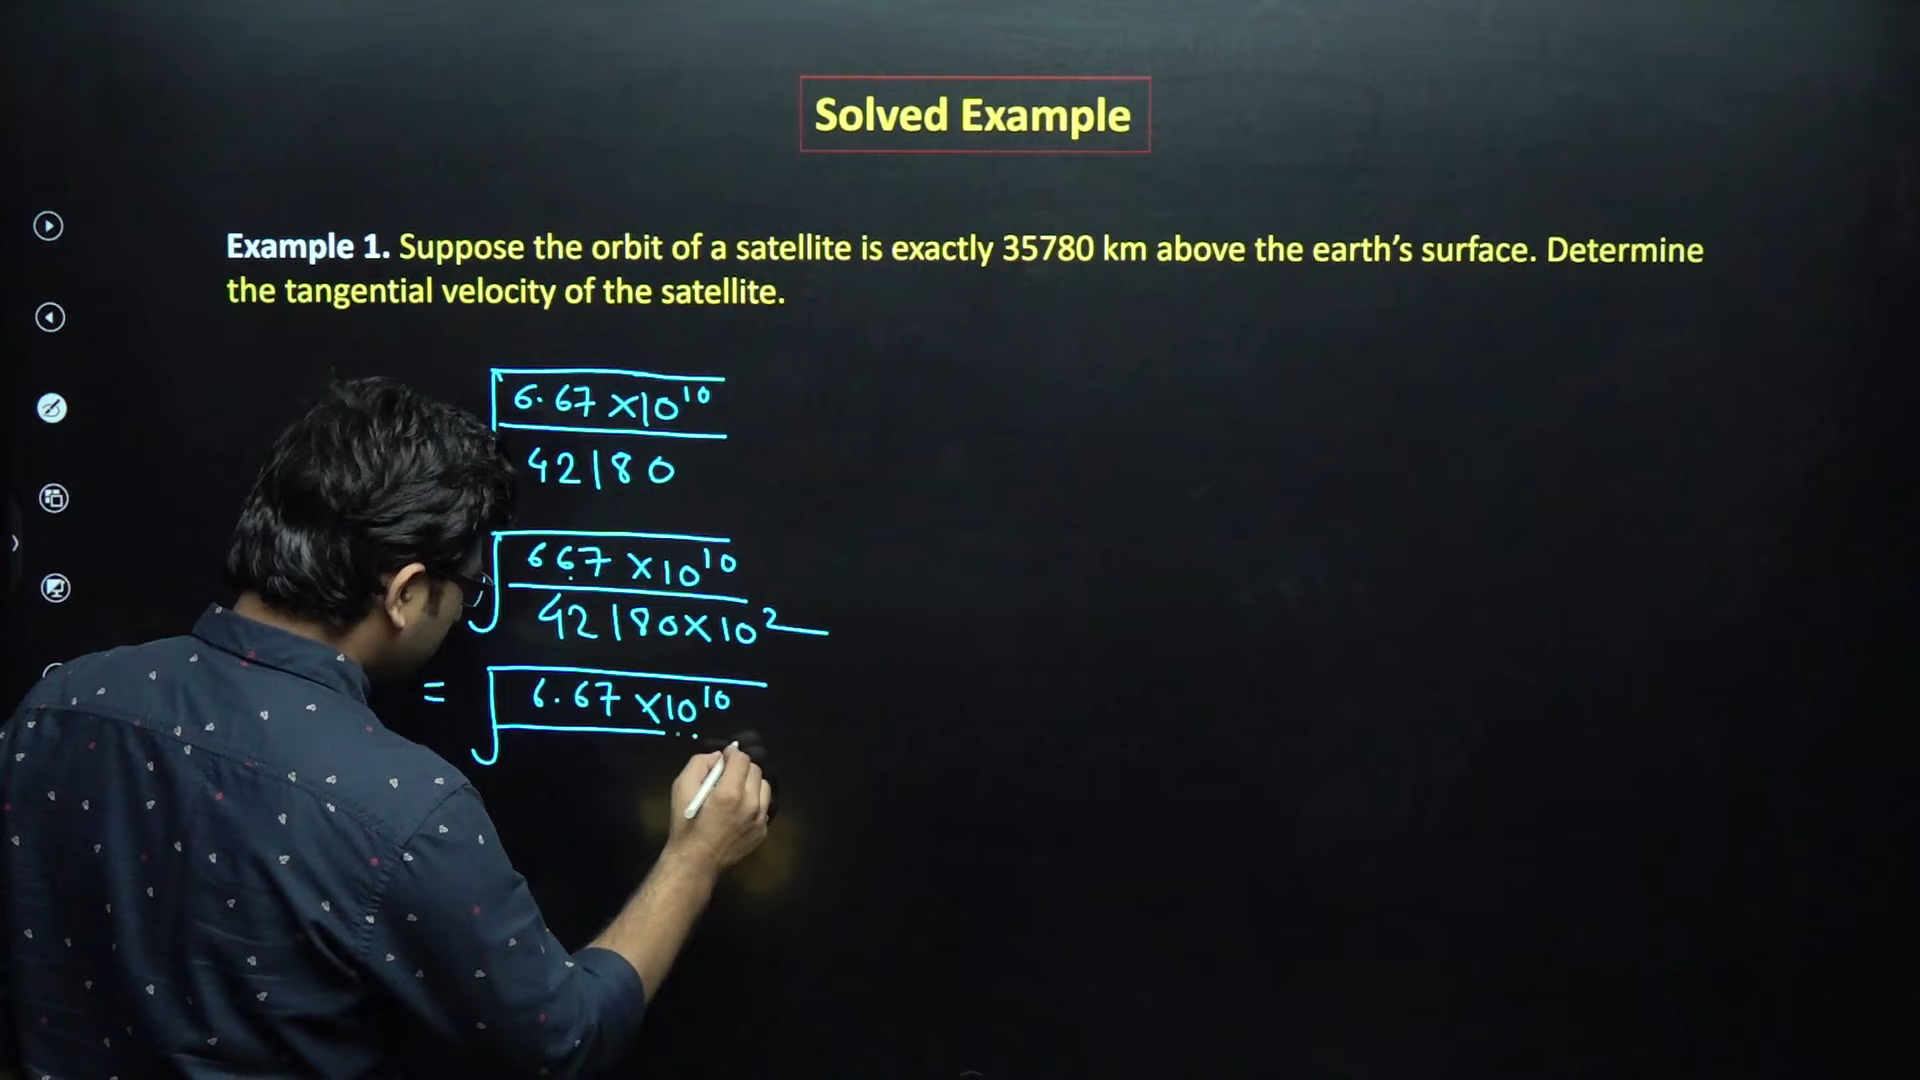 Solved Example
Example 1. Suppose the orbit of a satellite is exactly 35780 km above the earth’s surface. Determine
the tangential velocity of the satellite.
6.67 ×10¹⁰
42180
667 ×10¹⁰
42180×10²
= 6.67 ×10¹⁰